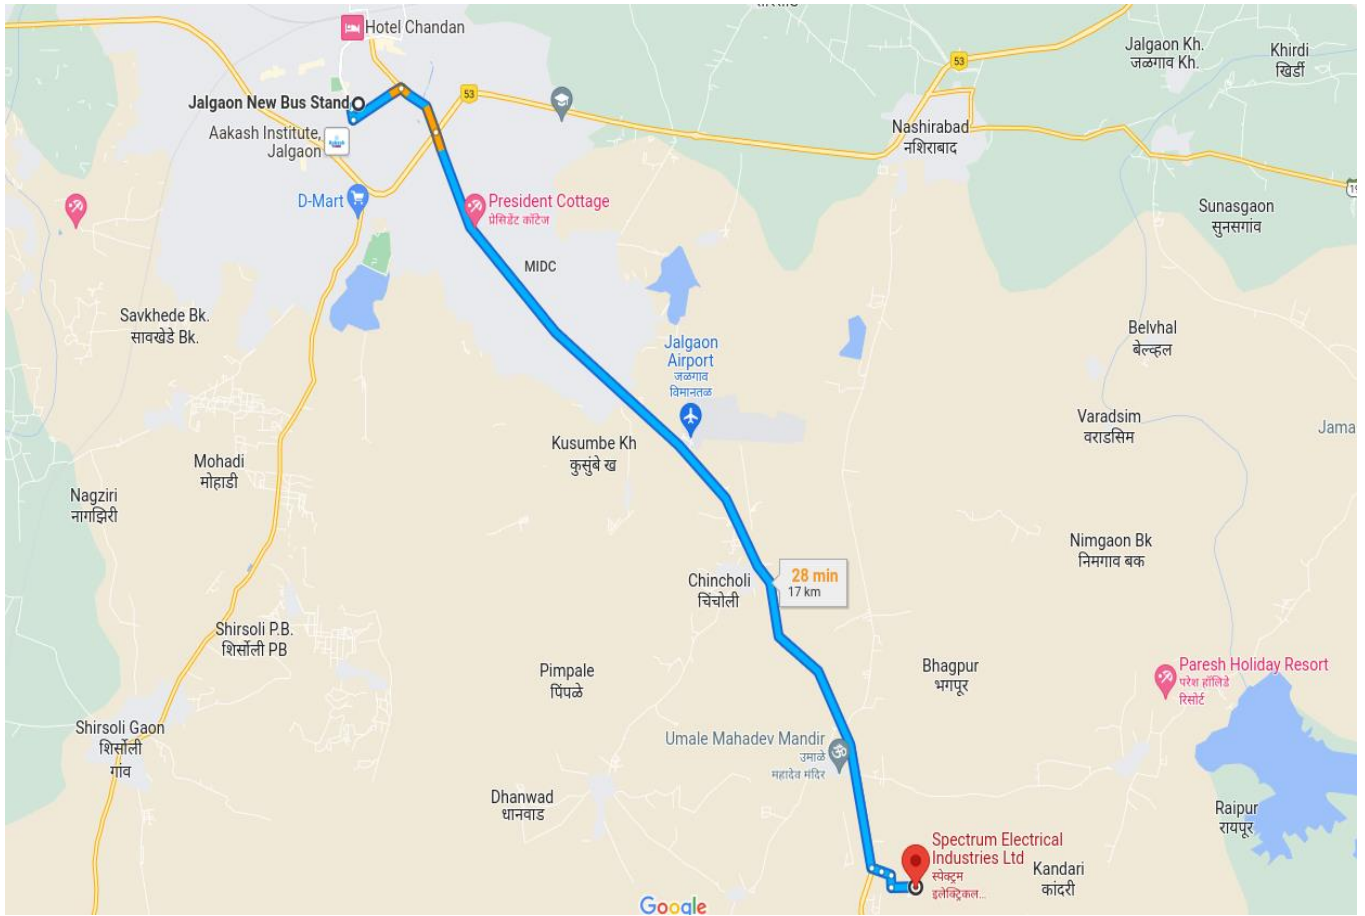 Hotel Chandan
53
Jalgaon Kh.
जळगाव Kh.
Khirdi
खिर्डी
Jalgaon New Bus Stand
53
Aakash Institute,
Jalgaon
Nashirabad
नशिराबाद
D-Mart
President Cottage
प्रेसिडेंट कॉटेज
Sunasgaon
सुनसगांव
MIDC
Savkhede Bk.
सावखेडे Bk.
Belvhal
बेल्व्हल
Jalgaon
Airport
जळगाव
विमानतळ
Varadsim
वराडसिम
Jama
Kusumbe Kh
कुसुंबे ख
Mohadi
मोहाडी
Nagziri
नागझिरी
Nimgaon Bk
निमगाव बक
28 min
17 km
Chincholi
चिंचोली
Shirsoli P.B.
शिर्सोली PB
Pimpale
पिंपळे
Bhagpur
भगपूर
Paresh Holiday Resort
परेश हॉलिडे
रिसोर्ट
Shirsoli Gaon
शिर्सोली
गांव
Umale Mahadev Mandir
उमाळे
महादेव मंदिर
Dhanwad
धानवाड
Raipur
रायपूर
Spectrum Electrical
Industries Ltd
स्पेक्ट्रम
इलेक्ट्रिकल...
Kandari
कांदरी
Google